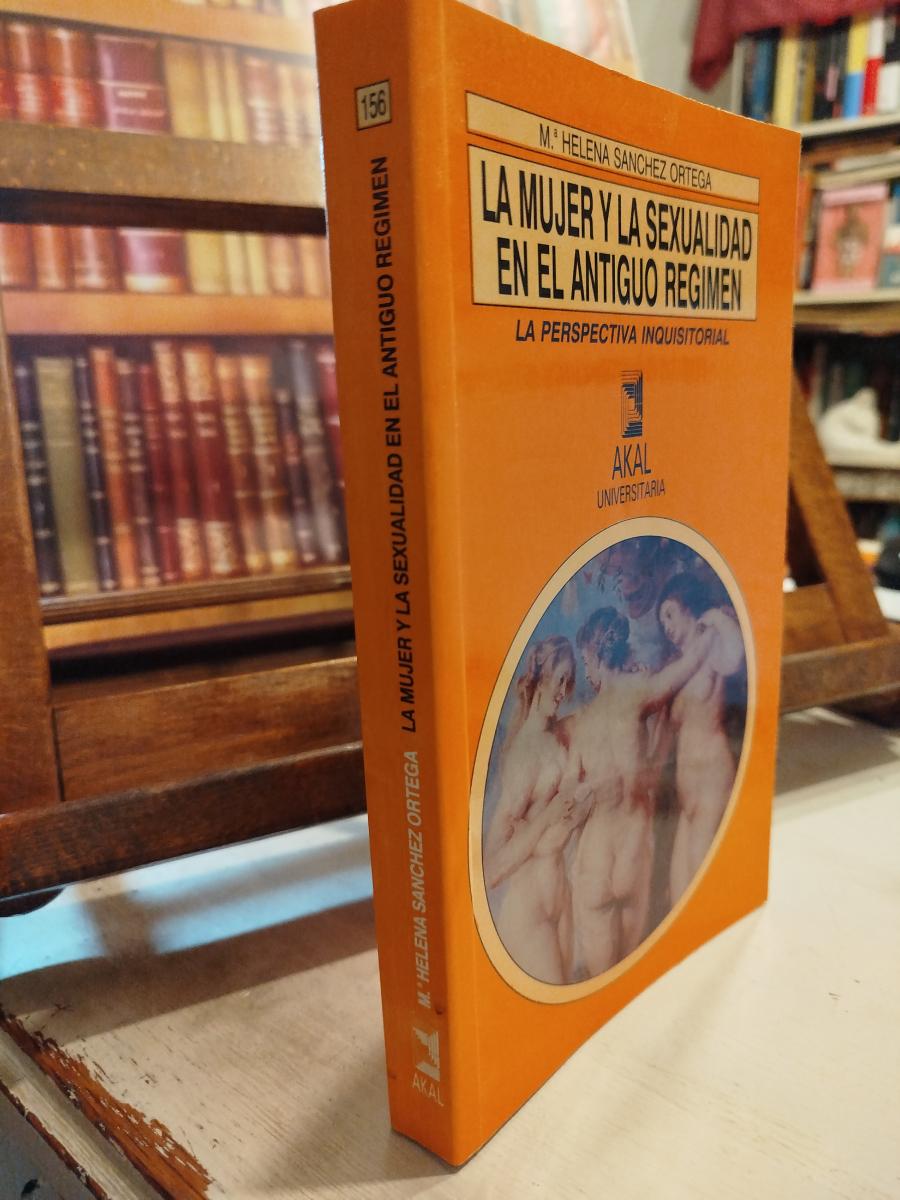 156
LA MUJER Y LA SEXUALIDAD EN EL ANTIGUO REGIMEN
M.ª HELENA SANCHEZ ORTEGA
AKAL
M.ª HELENA SANCHEZ ORTEGA
LA MUJER Y LA SEXUALIDAD
EN EL ANTIGUO REGIMEN
LA PERSPECTIVA INQUISITORIAL
AKAL
UNIVERSITARIA